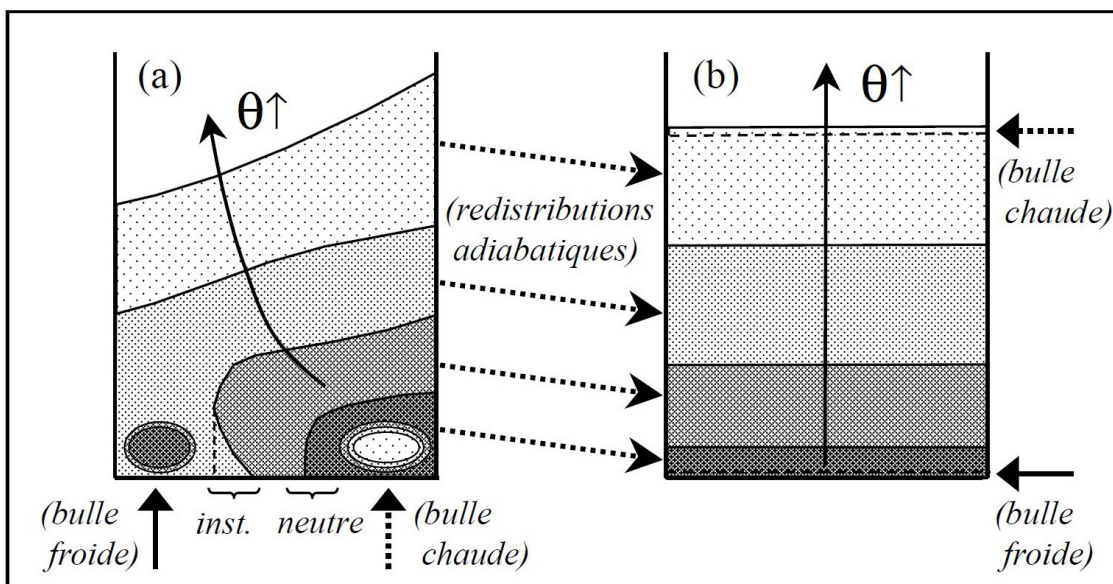 (a)
θ↑
(redistributions
adiabatiques)
(bulle
froide)
inst.
neutre
(bulle
chaude)
(b)
θ↑
(bulle
chaude)
(bulle
froide)